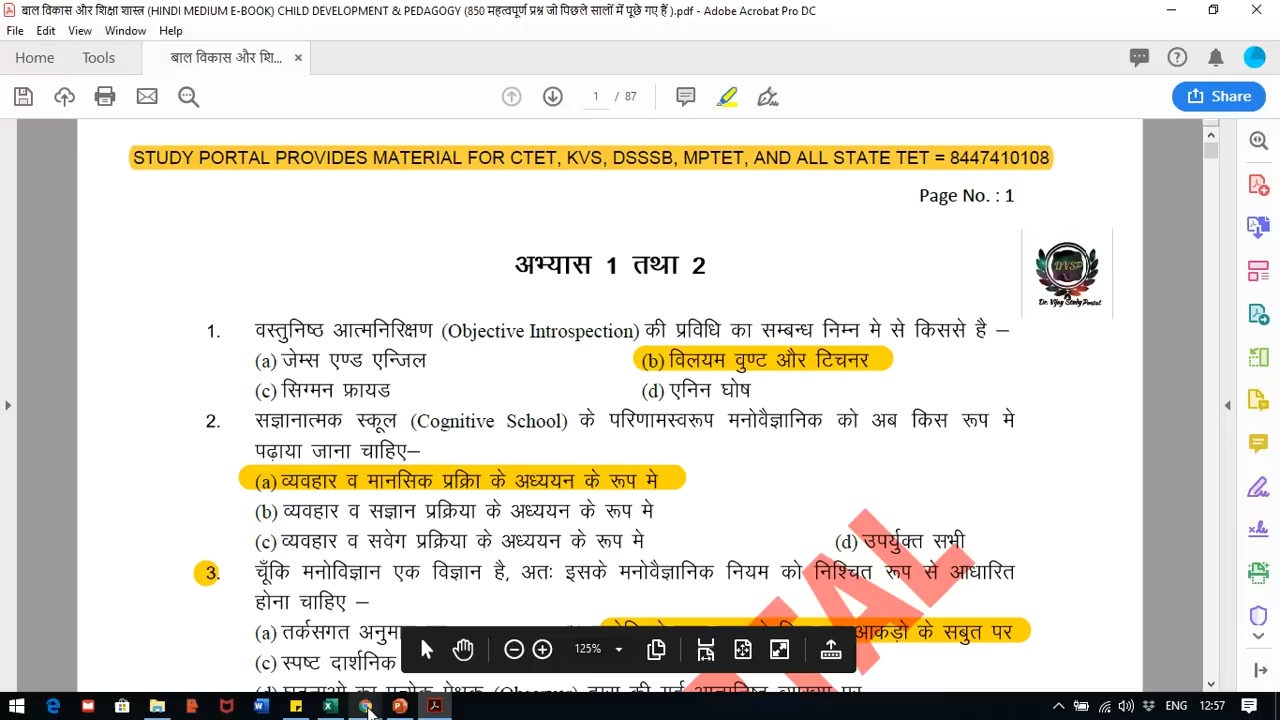 बाल विकास और शिक्षा शास्त्र (HINDI MEDIUM E-BOOK) CHILD DEVELOPMENT & PEDAGOGY (850 महत्वपूर्ण प्रश्न जो पिछले सालों में पूछे गए हैं ).pdf - Adobe Acrobat Pro DC
File Edit View Window Help
Home Tools बाल विकास और शि... ×
1 / 87 Share
STUDY PORTAL PROVIDES MATERIAL FOR CTET, KVS, DSSSB, MPTET, AND ALL STATE TET = 8447410108
Page No. : 1
अभ्यास 1 तथा 2
DVSP
Dr. Vijay Study Portal
1. वस्तुनिष्ठ आत्मनिरिक्षण (Objective Introspection) की प्रविधि का सम्बन्ध निम्न मे से किससे है –
(a) जेम्स एण्ड एन्जिल (b) विलयम वुण्ट और टिचनर
(c) सिग्मन फ्रायड (d) एनिन घोष
2. सज्ञानात्मक स्कूल (Cognitive School) के परिणामस्वरूप मनोवैज्ञानिक को अब किस रूप मे
पढ़ाया जाना चाहिए–
(a) व्यवहार व मानसिक प्रक्रिा के अध्ययन के रूप मे
(b) व्यवहार व सज्ञान प्रक्रिया के अध्ययन के रूप मे
(c) व्यवहार व सवेग प्रक्रिया के अध्ययन के रूप मे (d) उपर्युक्त सभी
3. चूँकि मनोविज्ञान एक विज्ञान है, अतः इसके मनोवैज्ञानिक नियम को निश्चित रूप से आधारित
होना चाहिए –
(a) तर्कसगत आकड़ो के सबुत पर
(c) स्पष्ट दार्शनिक
125%
TAL
ENG 12:57